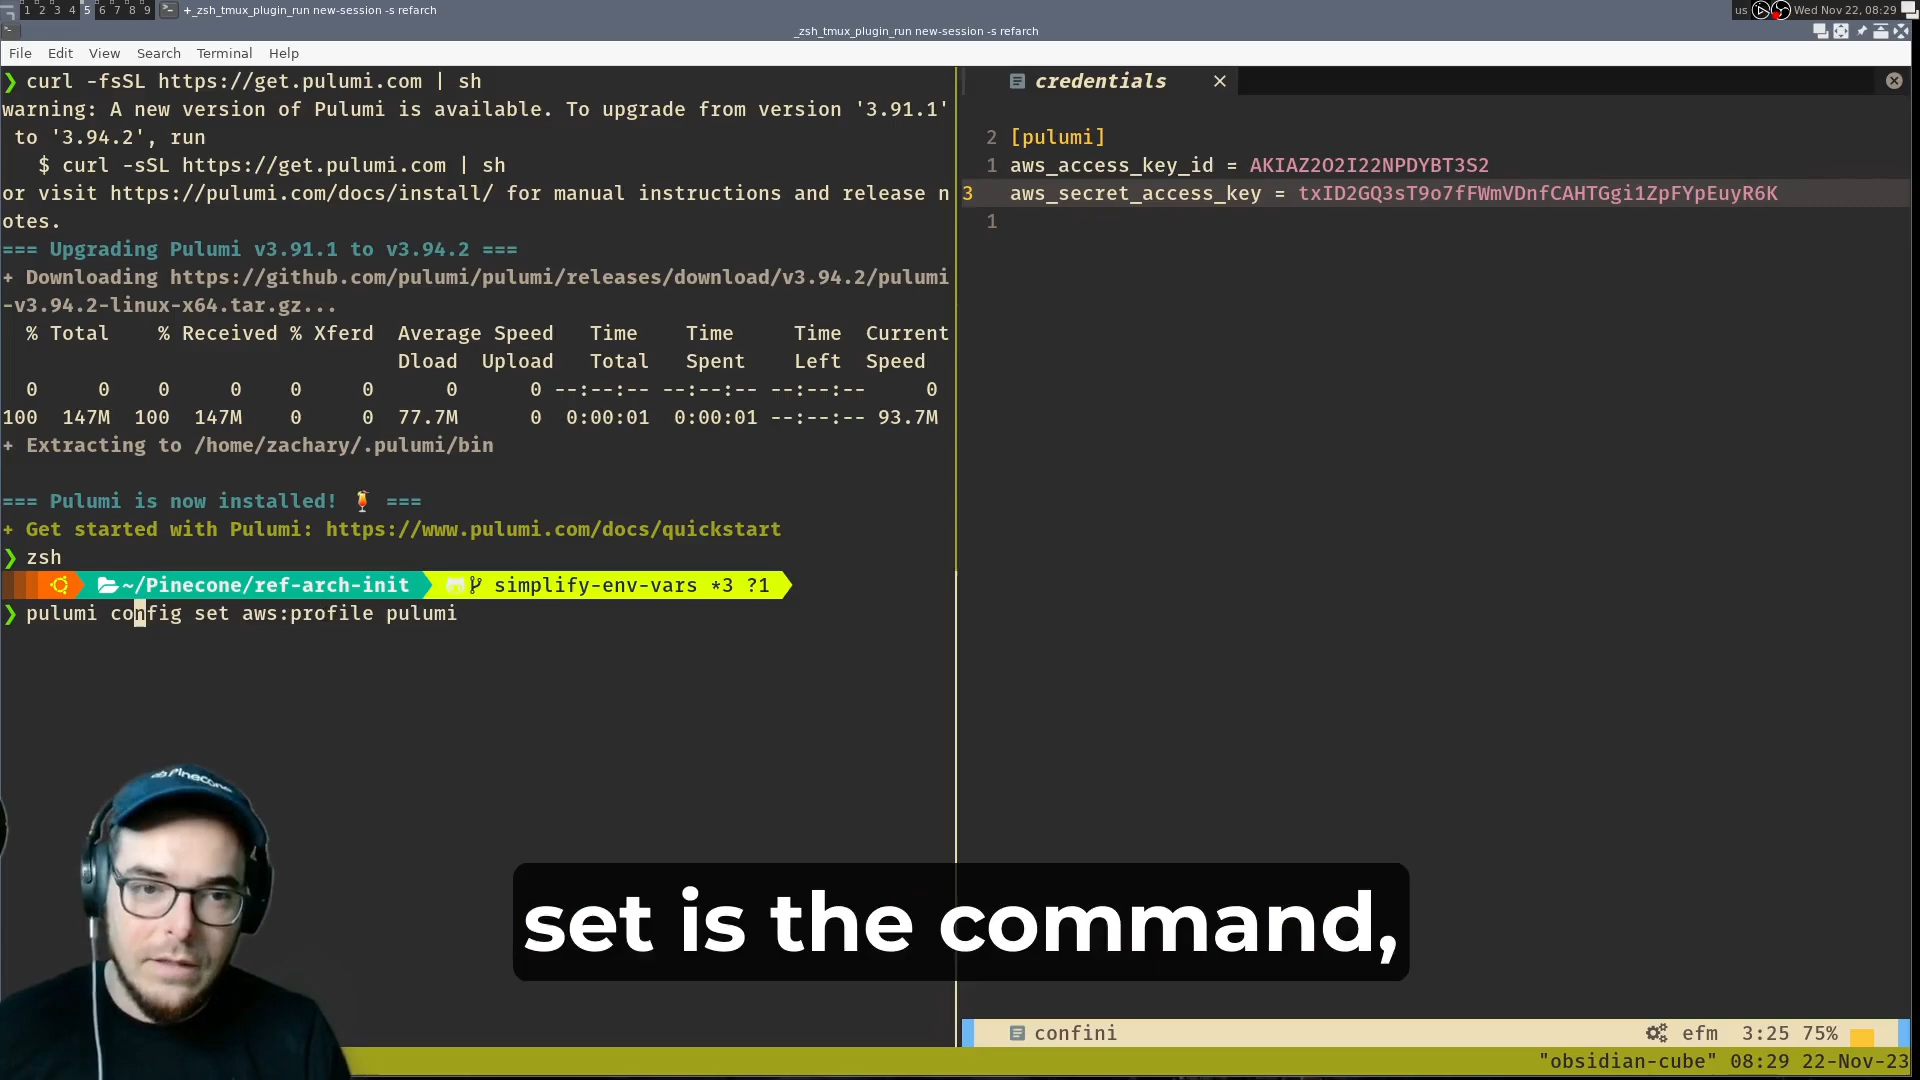 1 2 3 4 5 6 7 8 9 +_zsh_tmux_plugin_run new-session -s refarch
us Wed Nov 22, 08:29
_zsh_tmux_plugin_run new-session -s refarch
File Edit View Search Terminal Help
❯ curl -fsSL https://get.pulumi.com | sh
warning: A new version of Pulumi is available. To upgrade from version '3.91.1'
to '3.94.2', run
$ curl -sSL https://get.pulumi.com | sh
or visit https://pulumi.com/docs/install/ for manual instructions and release n
otes.
=== Upgrading Pulumi v3.91.1 to v3.94.2 ===
+ Downloading https://github.com/pulumi/pulumi/releases/download/v3.94.2/pulumi
-v3.94.2-linux-x64.tar.gz...
% Total % Received % Xferd Average Speed Time Time Time Current
Dload Upload Total Spent Left Speed
0 0 0 0 0 0 0 0 --:--:-- --:--:-- --:--:-- 0
100 147M 100 147M 0 0 77.7M 0 0:00:01 0:00:01 --:--:-- 93.7M
+ Extracting to /home/zachary/.pulumi/bin
=== Pulumi is now installed! 🍹 ===
+ Get started with Pulumi: https://www.pulumi.com/docs/quickstart
❯ zsh
~/Pinecone/ref-arch-init simplify-env-vars *3 ?1
❯ pulumi config set aws:profile pulumi
credentials ×
2 [pulumi]
1 aws_access_key_id = AKIAZ2O2I22NPDYBT3S2
3 aws_secret_access_key = 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
1
Pinecone
set is the command,
confini efm 3:25 75%
"obsidian-cube" 08:29 22-Nov-23